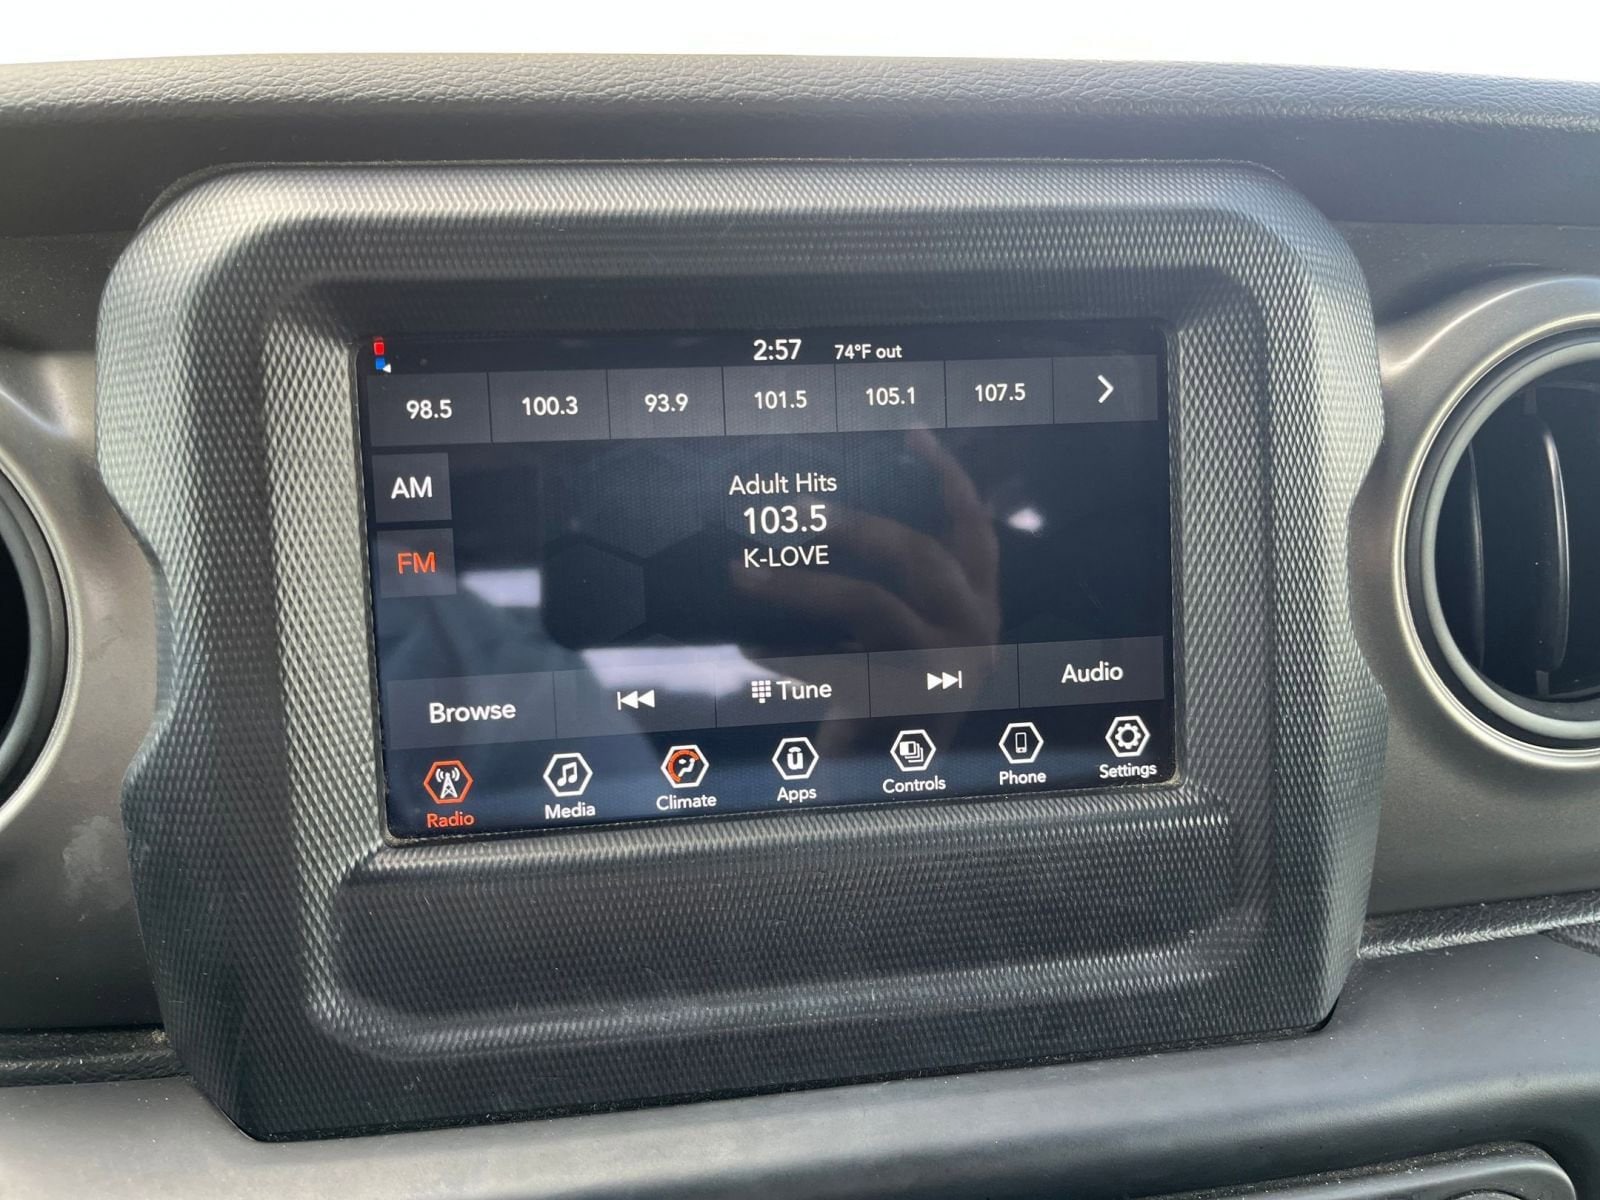 2:57 74°F out
98.5 100.3 93.9 101.5 105.1 107.5
AM
FM
Adult Hits
103.5
K-LOVE
Browse Tune Audio
Radio Media Climate Apps Controls Phone Settings